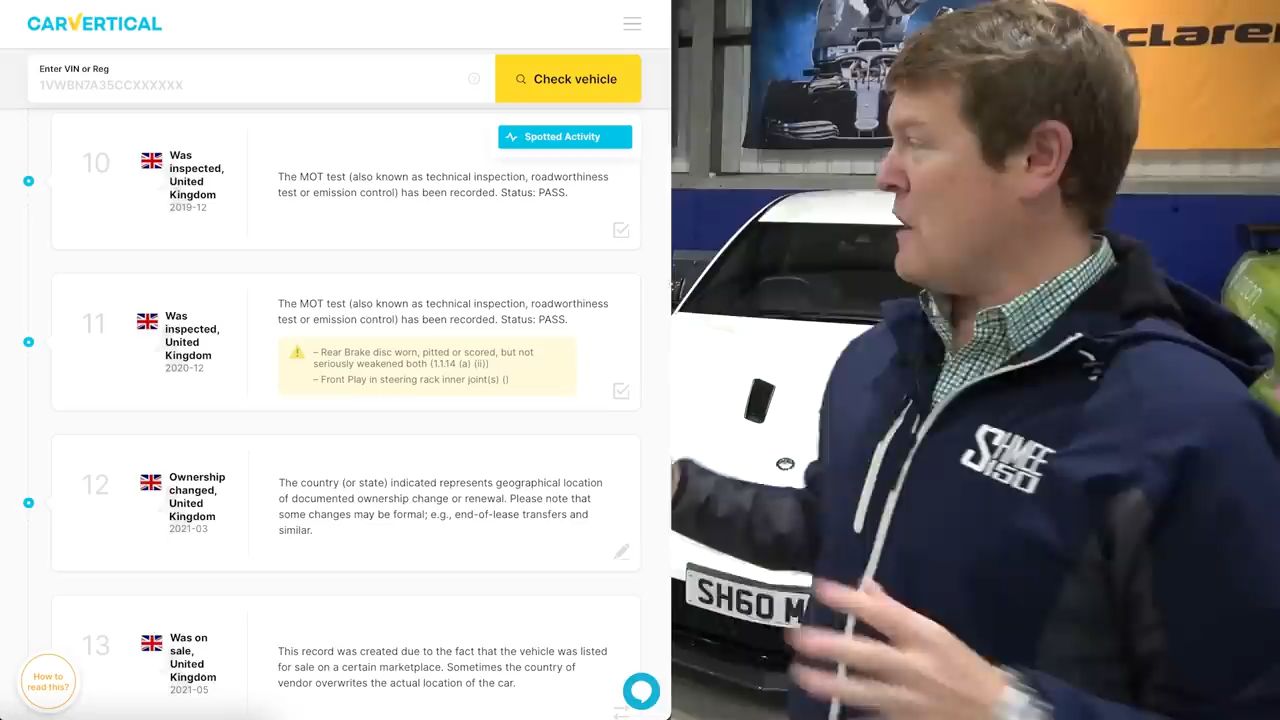 CARVERTICAL
Enter VIN or Reg
1VWBN7A35CCXXXXXX
Check vehicle
Spotted Activity
10
Was
inspected,
United
Kingdom
2019-12
The MOT test (also known as technical inspection, roadworthiness
test or emission control) has been recorded. Status: PASS.
11
Was
inspected,
United
Kingdom
2020-12
The MOT test (also known as technical inspection, roadworthiness
test or emission control) has been recorded. Status: PASS.
– Rear Brake disc worn, pitted or scored, but not
seriously weakened both (1.1.14 (a) (ii))
– Front Play in steering rack inner joint(s) ()
12
Ownership
changed,
United
Kingdom
2021-03
The country (or state) indicated represents geographical location
of documented ownership change or renewal. Please note that
some changes may be formal; e.g., end-of-lease transfers and
similar.
13
Was on
sale,
United
Kingdom
2021-05
This record was created due to the fact that the vehicle was listed
for sale on a certain marketplace. Sometimes the country of
vendor overwrites the actual location of the car.
How to
read this?
McLaren
SHMEE
150
SH60 M